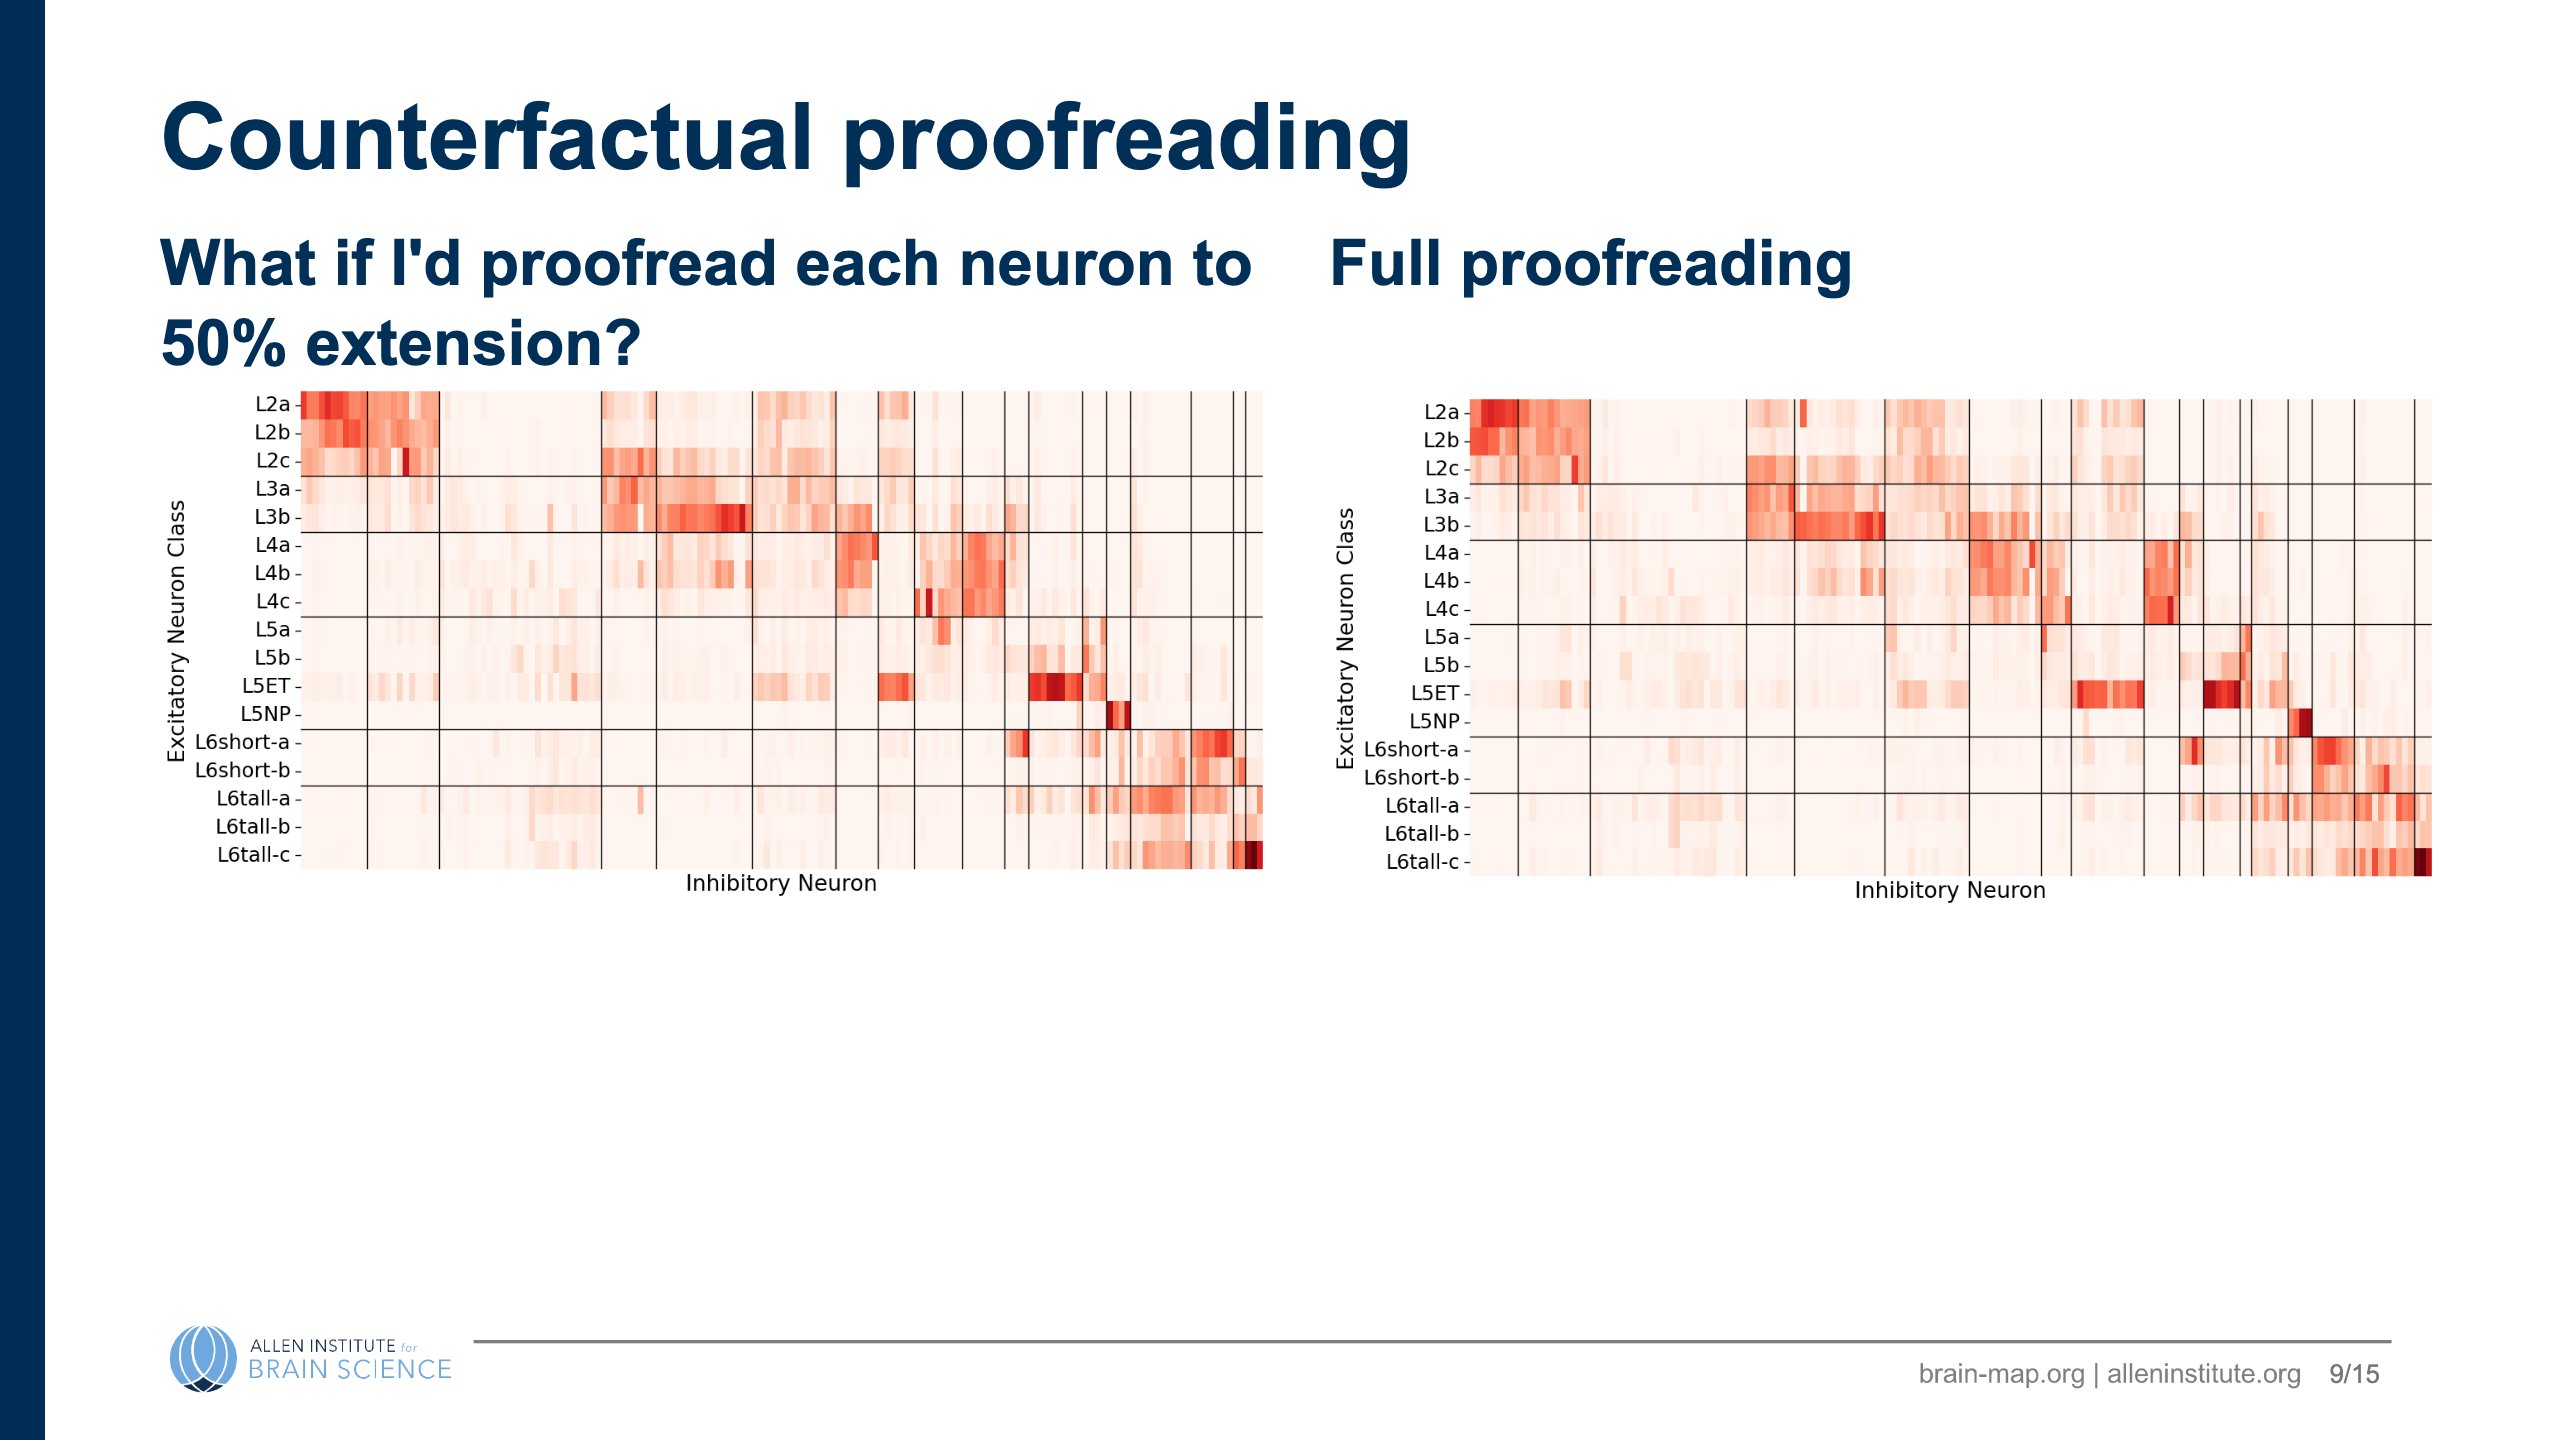 Counterfactual proofreading
What if I'd proofread each neuron to
50% extension?
Full proofreading
Excitatory Neuron Class
L2a
L2b
L2c
L3a
L3b
L4a
L4b
L4c
L5a
L5b
L5ET
L5NP
L6short-a
L6short-b
L6tall-a
L6tall-b
L6tall-c
Inhibitory Neuron
Excitatory Neuron Class
L2a
L2b
L2c
L3a
L3b
L4a
L4b
L4c
L5a
L5b
L5ET
L5NP
L6short-a
L6short-b
L6tall-a
L6tall-b
L6tall-c
Inhibitory Neuron
ALLEN INSTITUTE for
BRAIN SCIENCE
brain-map.org | alleninstitute.org 9/15